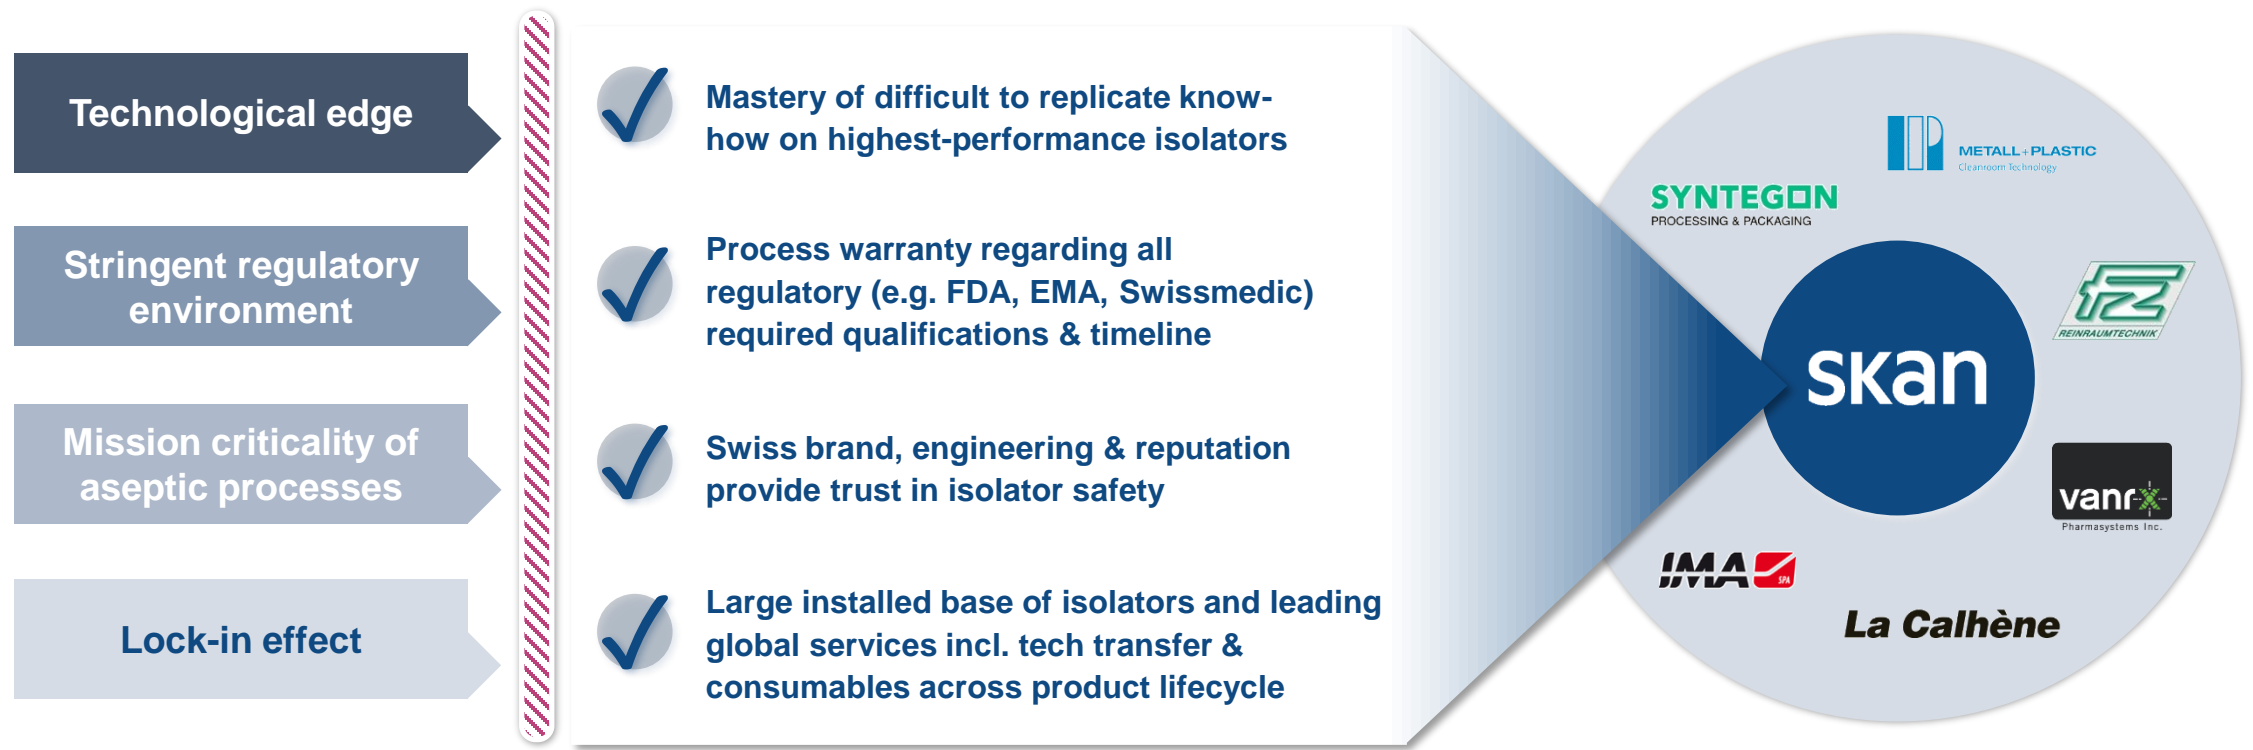 Technological edge
Mastery of difficult to replicate know-
how on highest-performance isolators
Stringent regulatory
environment
Process warranty regarding all
regulatory (e.g. FDA, EMA, Swissmedic)
required qualifications & timeline
Mission criticality of
aseptic processes
Swiss brand, engineering & reputation
provide trust in isolator safety
Lock-in effect
Large installed base of isolators and leading
global services incl. tech transfer &
consumables across product lifecycle
METALL+PLASTIC
Cleanroom Technology
SYNTEGON
PROCESSING & PACKAGING
fz
REINRAUMTECHNIK
skan
vanrx
Pharmasystems Inc.
IMA
SPA
La Calhène